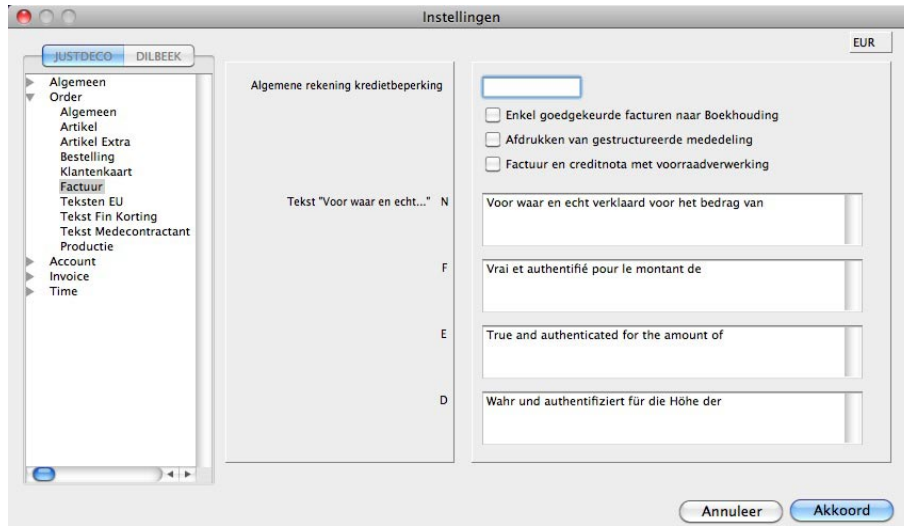 Instellingen
EUR
JUSTDECO DILBEEK
Algemeen
Order
Algemeen
Artikel
Artikel Extra
Bestelling
Klantenkaart
Factuur
Teksten EU
Tekst Fin Korting
Tekst Medecontractant
Productie
Account
Invoice
Time
Algemene rekening kredietbeperking
Enkel goedgekeurde facturen naar Boekhouding
Afdrukken van gestructureerde mededeling
Factuur en creditnota met voorraadverwerking
Tekst "Voor waar en echt..." N
Voor waar en echt verklaard voor het bedrag van
F
Vrai et authentifié pour le montant de
E
True and authenticated for the amount of
D
Wahr und authentifiziert für die Höhe der
Annuleer
Akkoord